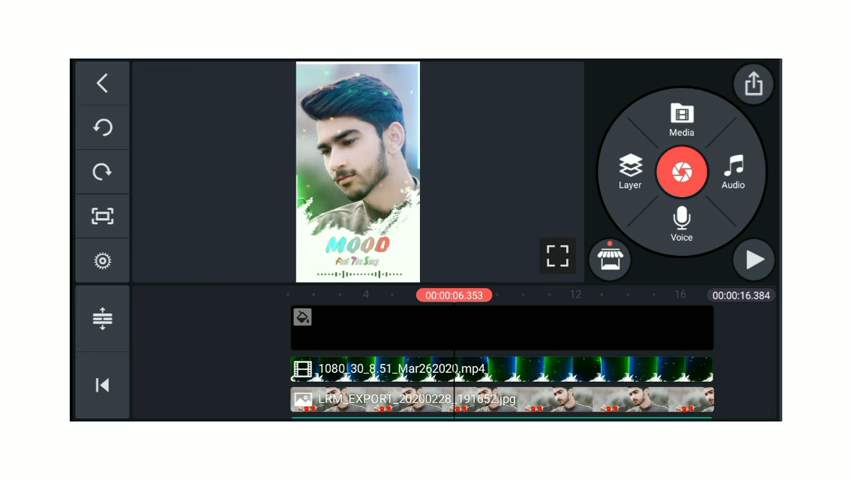 Media
Layer
Audio
Voice
MOOD
Feel The Song
4
00:00:06.353
12
16
00:00:16.384
1080_30_8.51_Mar262020.mp4
LRM_EXPORT_20200228_191652.jpg